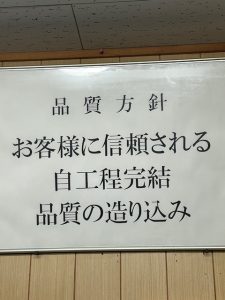 品質方針
お客様に信頼される
自工程完結
品質の造り込み